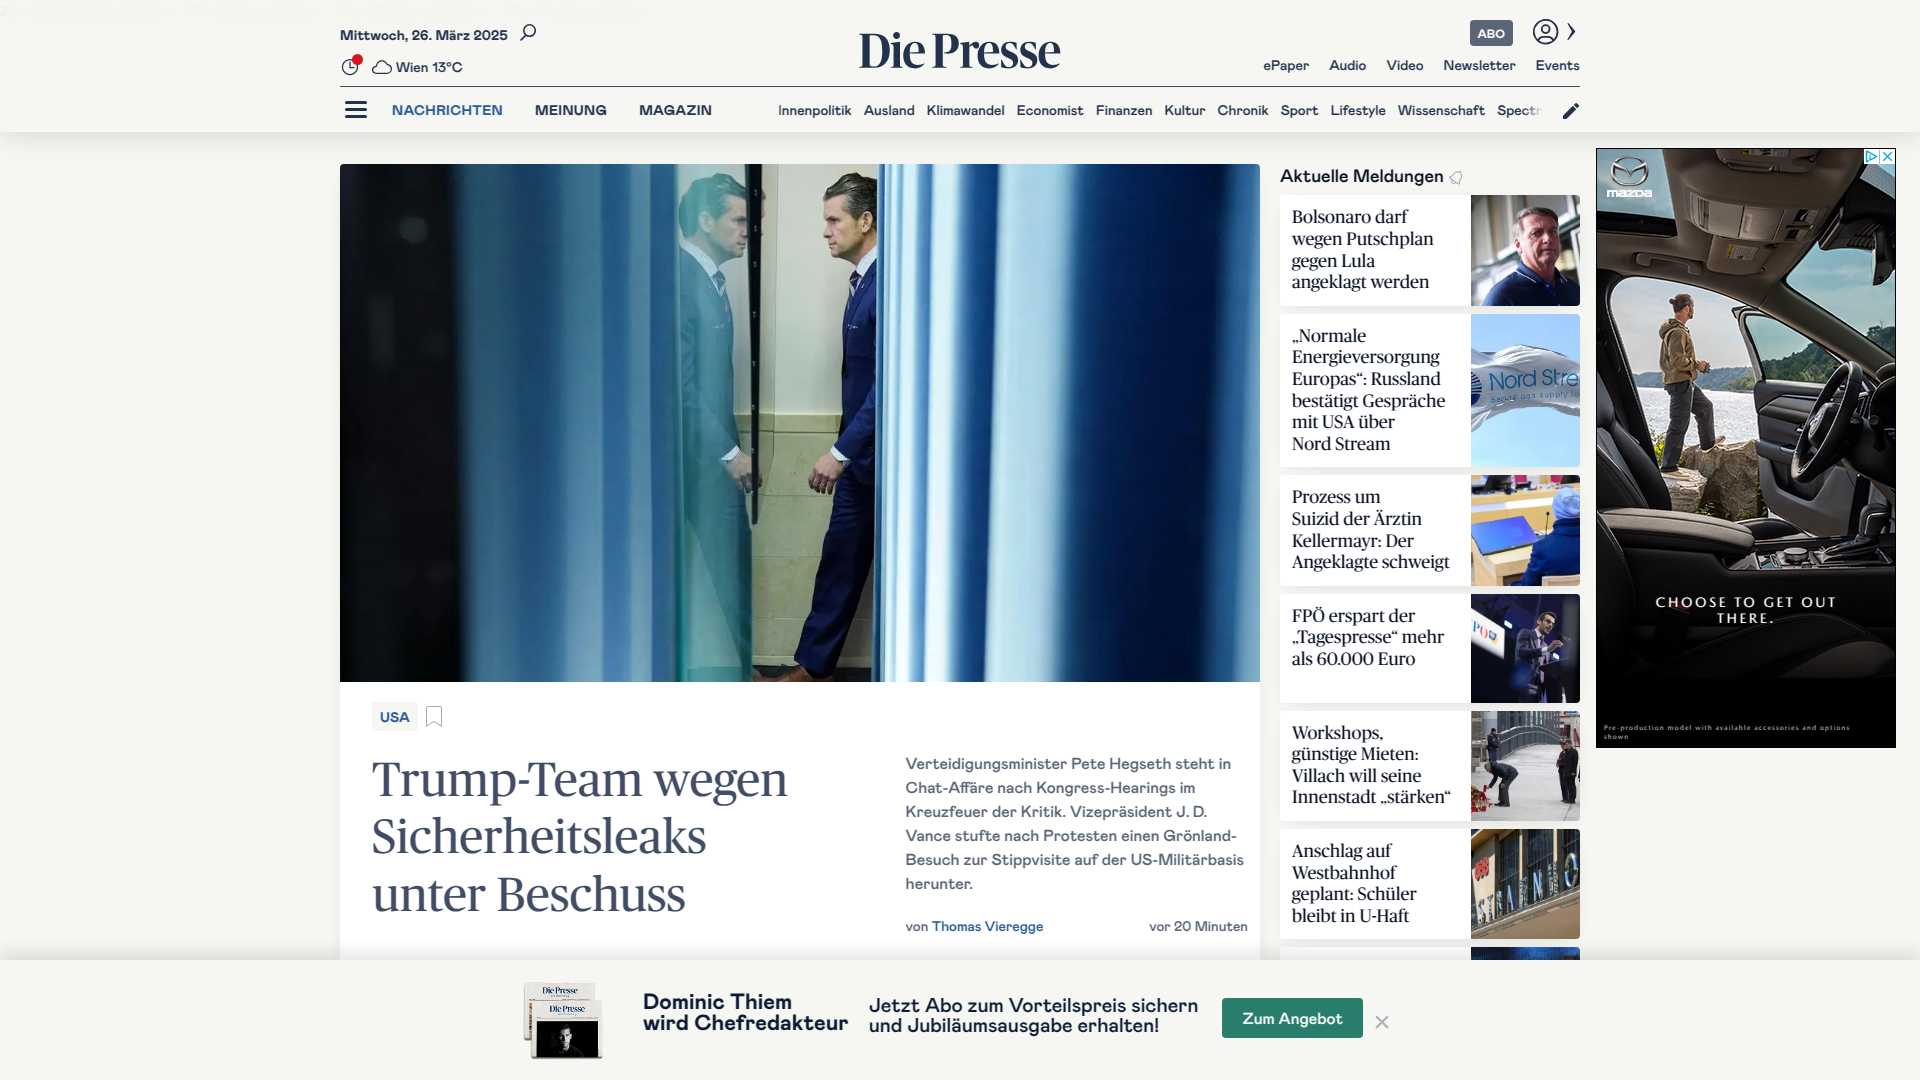 Mittwoch, 26. März 2025
Wien 13°C
Die Presse
ABO
ePaper Audio Video Newsletter Events
NACHRICHTEN MEINUNG MAGAZIN
Innenpolitik Ausland Klimawandel Economist Finanzen Kultur Chronik Sport Lifestyle Wissenschaft Spectr
USA
Trump-Team wegen
Sicherheitsleaks
unter Beschuss
Verteidigungsminister Pete Hegseth steht in
Chat-Affäre nach Kongress-Hearings im
Kreuzfeuer der Kritik. Vizepräsident J. D.
Vance stufte nach Protesten einen Grönland-
Besuch zur Stippvisite auf der US-Militärbasis
herunter.
von Thomas Vieregge
vor 20 Minuten
Aktuelle Meldungen
Bolsonaro darf
wegen Putschplan
gegen Lula
angeklagt werden
„Normale
Energieversorgung
Europas“: Russland
bestätigt Gespräche
mit USA über
Nord Stream
Nord Stre
Prozess um
Suizid der Ärztin
Kellermayr: Der
Angeklagte schweigt
FPÖ erspart der
„Tagespresse“ mehr
als 60.000 Euro
Workshops,
günstige Mieten:
Villach will seine
Innenstadt „stärken“
Anschlag auf
Westbahnhof
geplant: Schüler
bleibt in U-Haft
mazda
CHOOSE TO GET OUT
THERE.
Pre-production model with available accessories and options
shown
Die Presse
Die Presse
Dominic Thiem
wird Chefredakteur
Jetzt Abo zum Vorteilspreis sichern
und Jubiläumsausgabe erhalten!
Zum Angebot